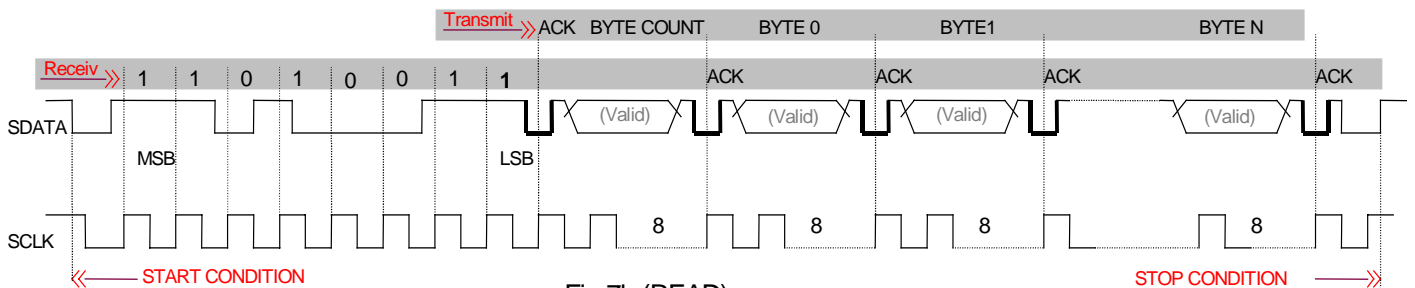 Transmit ACK BYTE COUNT BYTE 0 BYTE1 BYTE N
Receiv 1 1 0 1 0 0 1 1 ACK ACK ACK ACK
SDATA (Valid) (Valid) (Valid) (Valid)
MSB LSB
SCLK 8 8 8 8
START CONDITION STOP CONDITION
(READ)